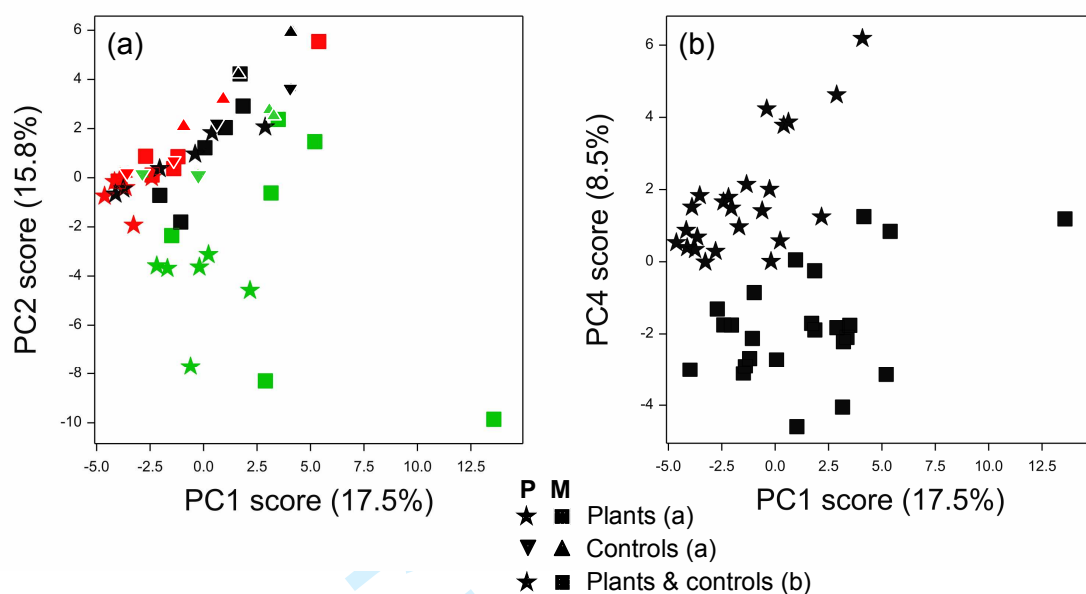 (a)
6
4
2
0
-2
-4
-6
-8
-10
PC2 score (15.8%)
-5.0 -2.5 0.0 2.5 5.0 7.5 10.0 12.5
PC1 score (17.5%)
(b)
6
4
2
0
-2
-4
PC4 score (8.5%)
-5.0 -2.5 0.0 2.5 5.0 7.5 10.0 12.5
PC1 score (17.5%)
P M
Plants (a)
Controls (a)
Plants & controls (b)